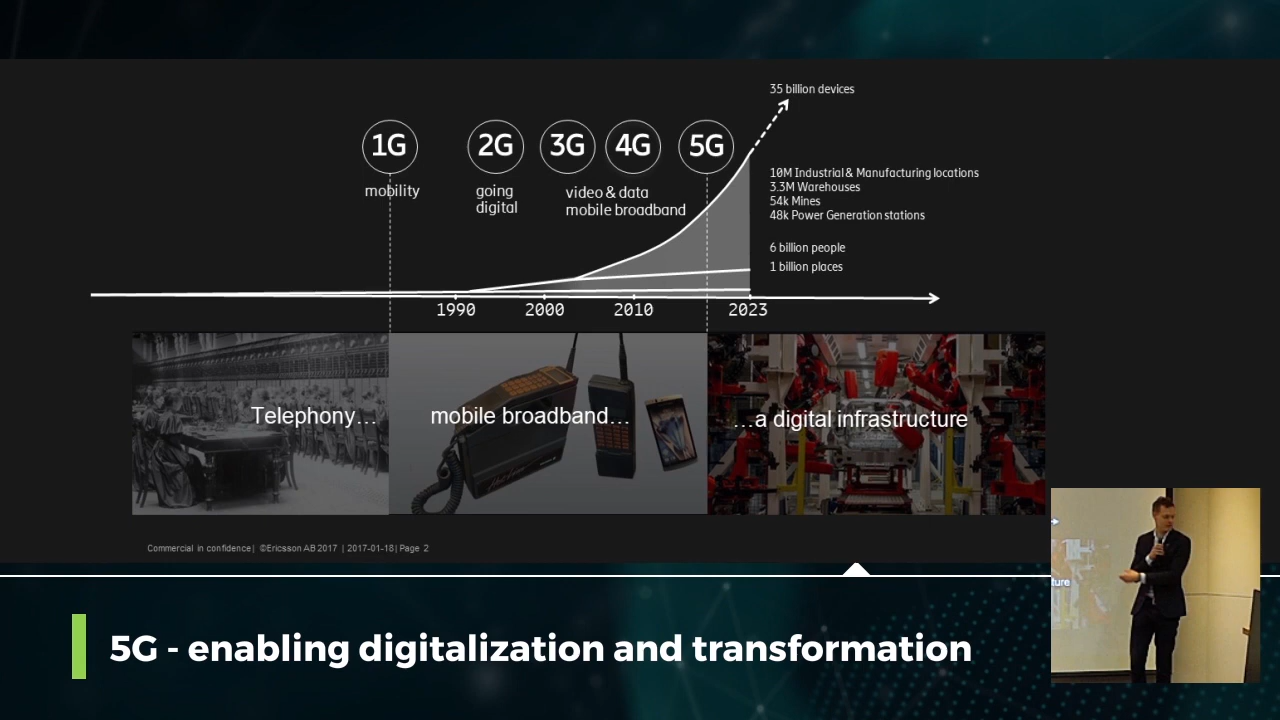 35 billion devices
1G
2G
3G
4G
5G
mobility
going
digital
video & data
mobile broadband
10M Industrial & Manufacturing locations
3.3M Warehouses
54k Mines
48k Power Generation stations
6 billion people
1 billion places
1990
2000
2010
2023
Telephony...
mobile broadband...
...a digital infrastructure
Commercial in confidence | ©Ericsson AB 2017 | 2017-01-18 | Page 2
ture
5G - enabling digitalization and transformation